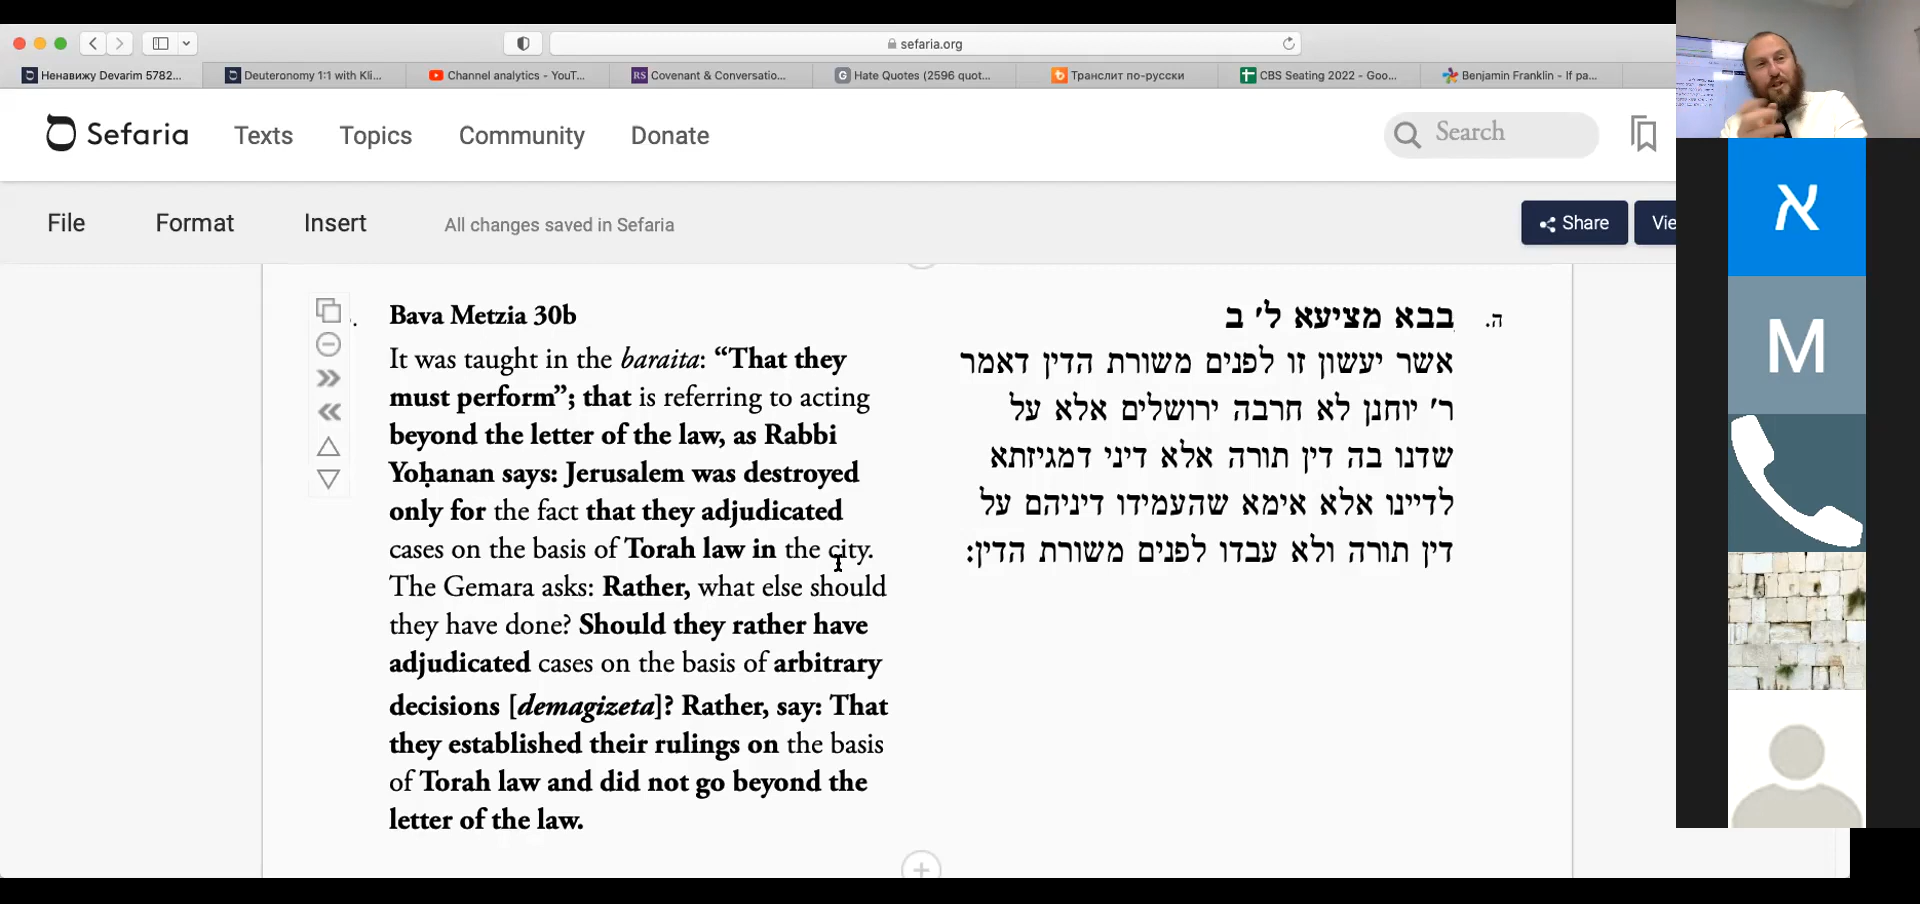 sefaria.org
Ненавижу Devarim 5782...
Deuteronomy 1:1 with Kli...
Channel analytics - YouT...
RS Covenant & Conversatio...
G Hate Quotes (2596 quot...
Транслит по-русски
CBS Seating 2022 - Goo...
Benjamin Franklin - If pa...
Sefaria Texts Topics Community Donate Search
File Format Insert All changes saved in Sefaria Share Vie
Bava Metzia 30b
It was taught in the baraita: “That they
must perform”; that is referring to acting
beyond the letter of the law, as Rabbi
Yoḥanan says: Jerusalem was destroyed
only for the fact that they adjudicated
cases on the basis of Torah law in the city.
The Gemara asks: Rather, what else should
they have done? Should they rather have
adjudicated cases on the basis of arbitrary
decisions [demagizeta]? Rather, say: That
they established their rulings on the basis
of Torah law and did not go beyond the
letter of the law.
ה.
בבא מציעא ל׳ ב
אשר יעשון זו לפנים משורת הדין דאמר
ר׳ יוחנן לא חרבה ירושלים אלא על
שדנו בה דין תורה אלא דיני דמגיזתא
לדיינו אלא אימא שהעמידו דיניהם על
דין תורה ולא עבדו לפנים משורת הדין:
א
M